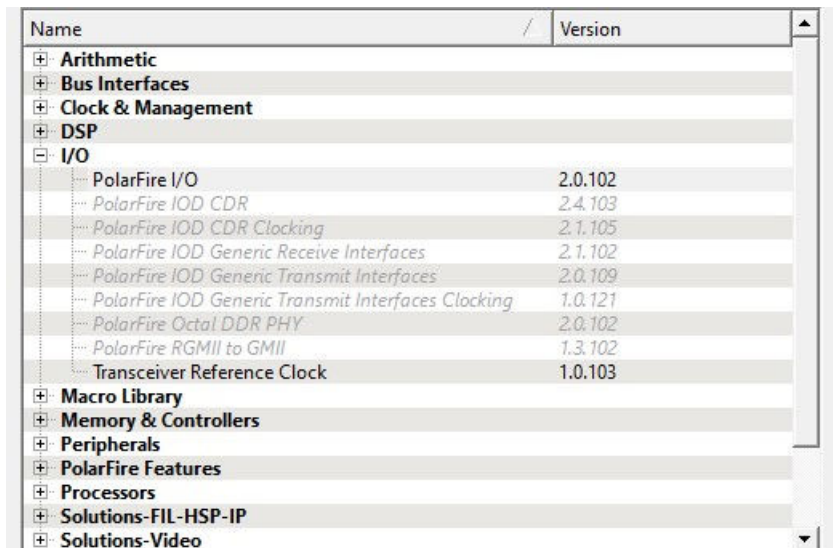 Name Version
Arithmetic
Bus Interfaces
Clock & Management
DSP
I/O
PolarFire I/O 2.0.102
PolarFire IOD CDR 2.4.103
PolarFire IOD CDR Clocking 2.1.105
PolarFire IOD Generic Receive Interfaces 2.1.102
PolarFire IOD Generic Transmit Interfaces 2.0.109
PolarFire IOD Generic Transmit Interfaces Clocking 1.0.121
PolarFire Octal DDR PHY 2.0.102
PolarFire RGMII to GMII 1.3.102
Transceiver Reference Clock 1.0.103
Macro Library
Memory & Controllers
Peripherals
PolarFire Features
Processors
Solutions-FIL-HSP-IP
Solutions-Video